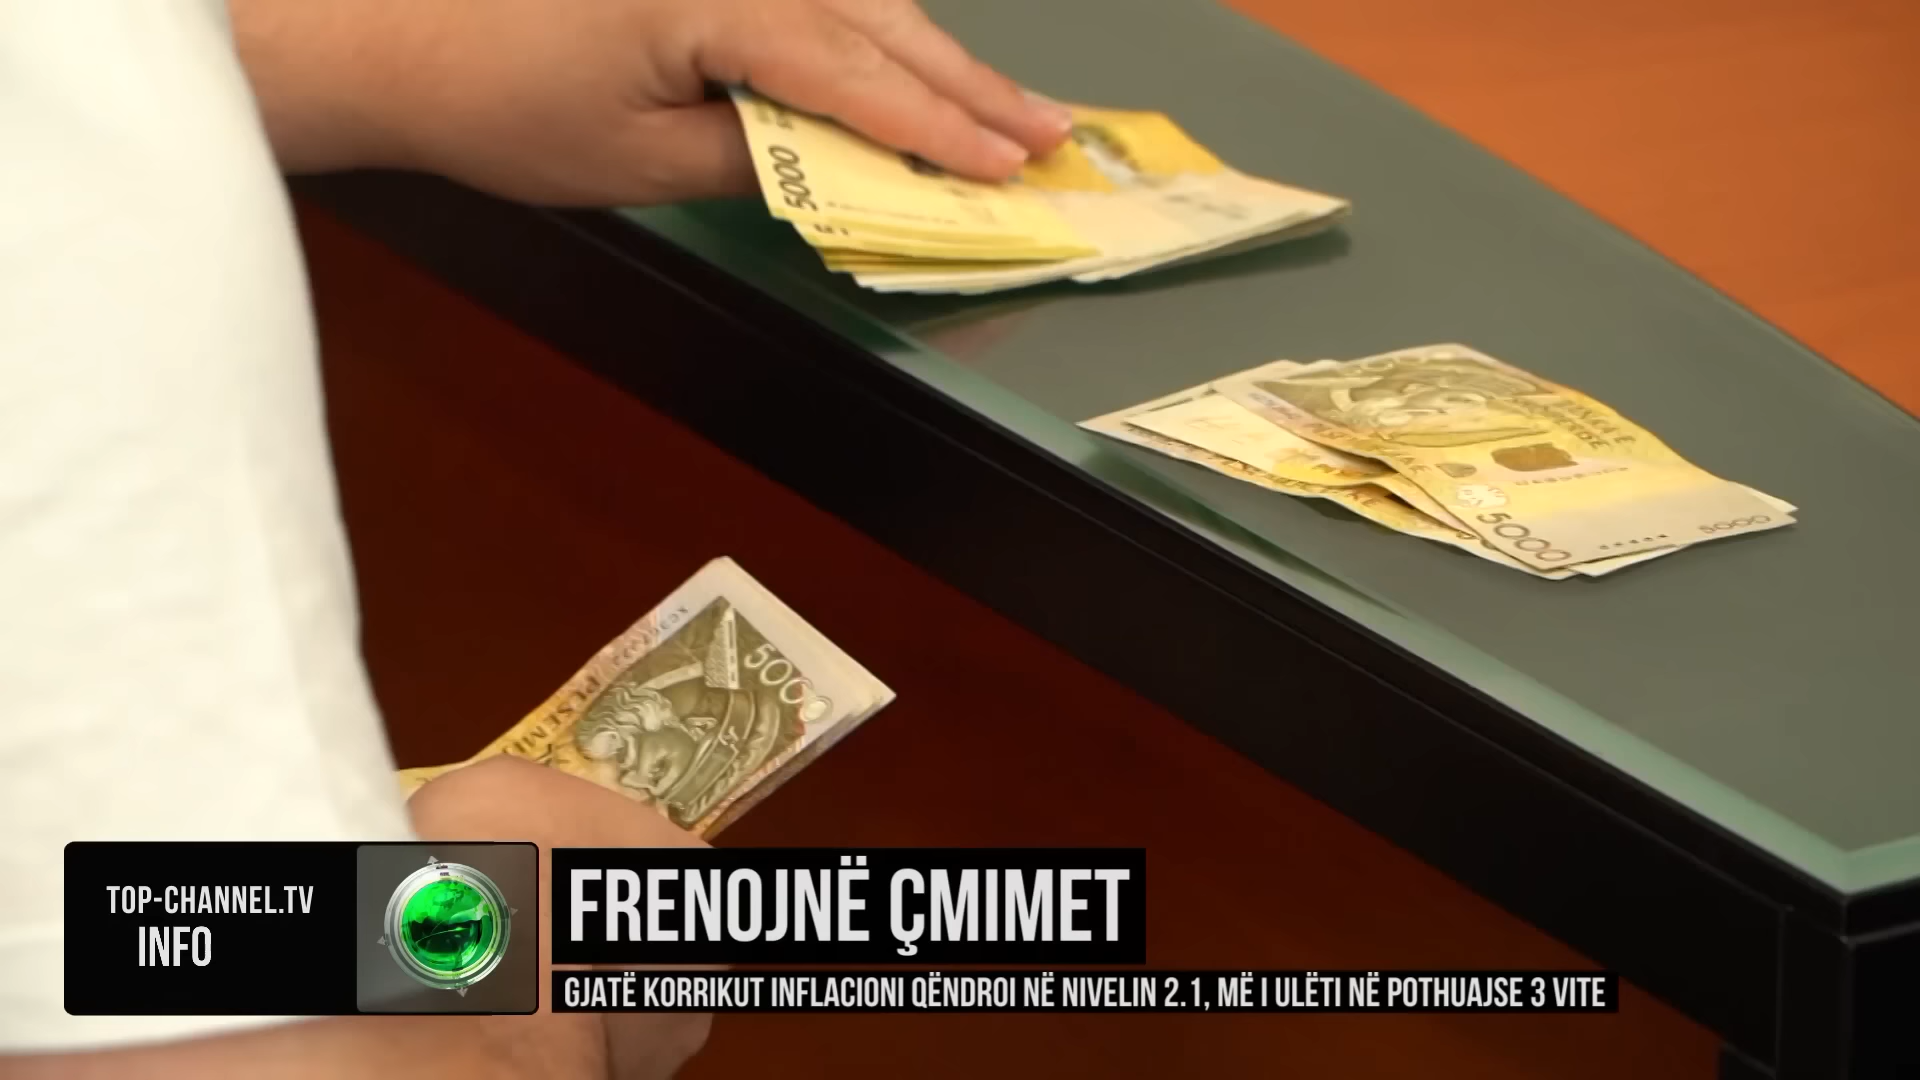 5000
5000
PESEMIJ
5000
5000
TOP-CHANNEL.TV
INFO
FRENOJNË ÇMIMET
GJATË KORRIKUT INFLACIONI QËNDROI NË NIVELIN 2.1, MË I ULËTI NË POTHUAJSE 3 VITE